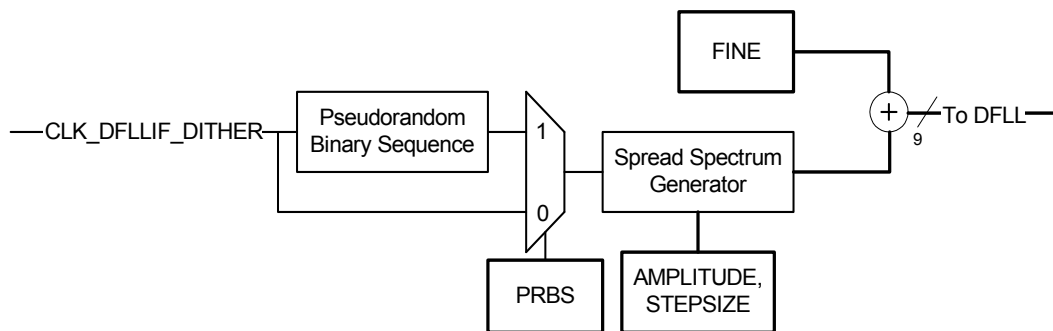 FINE
CLK_DFLLIF_DITHER
Pseudorandom
Binary Sequence
1
0
Spread Spectrum
Generator
+
9
To DFLL
PRBS
AMPLITUDE,
STEPSIZE